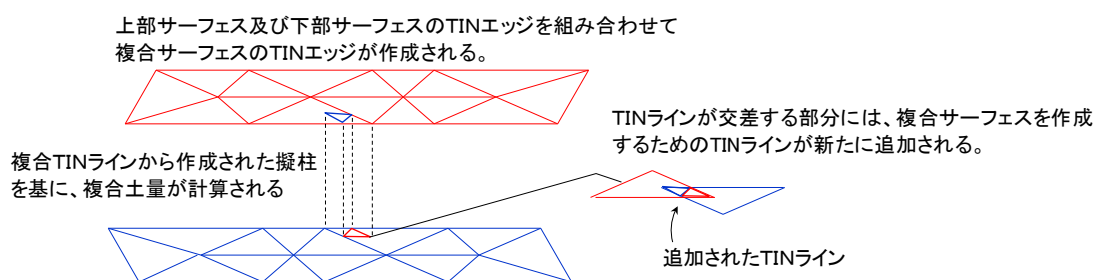 上部サーフェス及び下部サーフェスのTINエッジを組み合わせて
複合サーフェスのTINエッジが作成される。
TINラインが交差する部分には、複合サーフェスを作成
するためのTINラインが新たに追加される。
複合TINラインから作成された擬柱
を基に、複合土量が計算される
追加されたTINライン